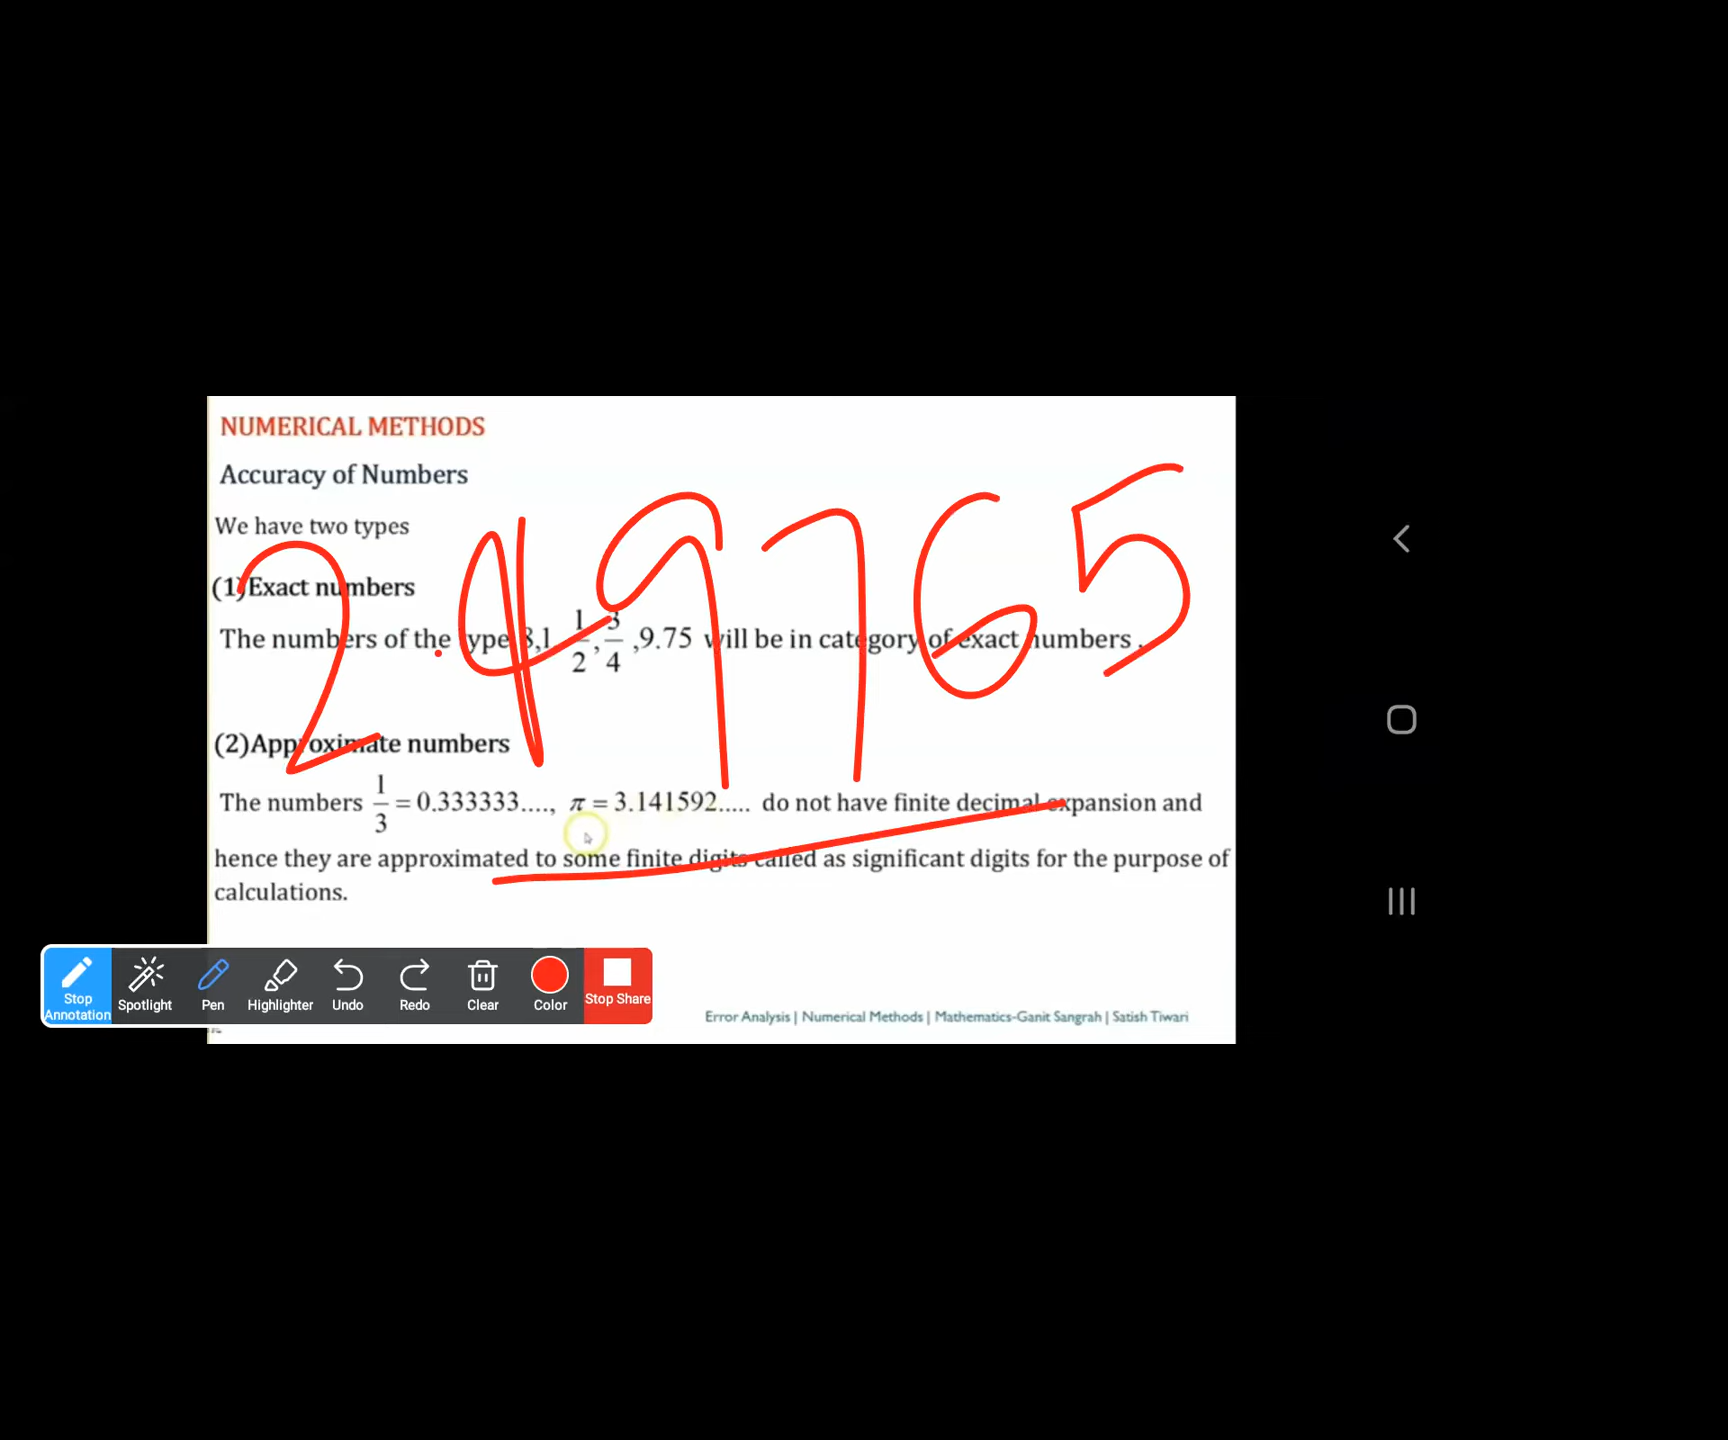 NUMERICAL METHODS
Accuracy of Numbers
We have two types
2.49765
(1)Exact numbers
The numbers of the type 8,1 1/2, 3/4 ,9.75 will be in category of exact numbers .
(2)Approximate numbers
The numbers 1/3 = 0.333333...., π = 3.141592..... do not have finite decimal expansion and
hence they are approximated to some finite digits called as significant digits for the purpose of
calculations.
Stop Annotation Spotlight Pen Highlighter Undo Redo Clear Color Stop Share
Error Analysis | Numerical Methods | Mathematics-Ganit Sangrah | Satish Tiwari